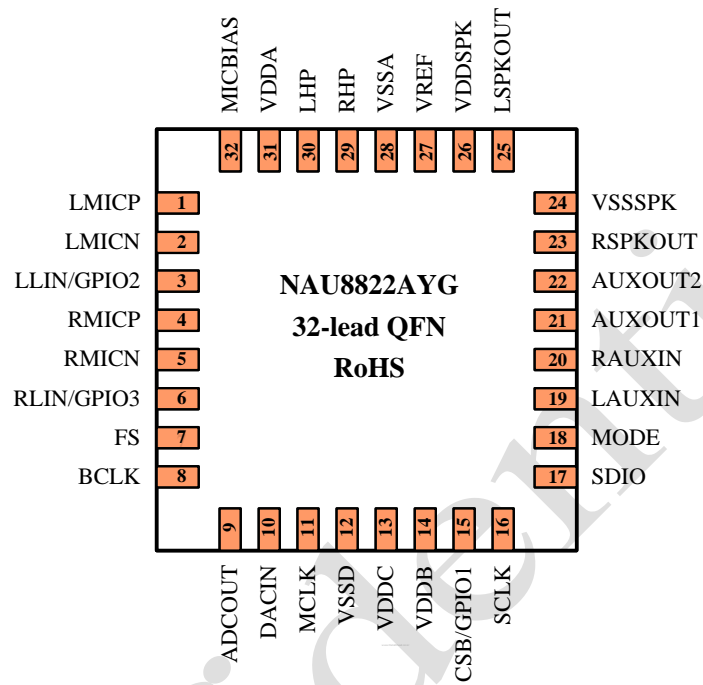 MICBIAS
VDDA
LHP
RHP
VSSA
VREF
VDDSPK
LSPKOUT
32
31
30
29
28
27
26
25
LMICP 1
LMICN 2
LLIN/GPIO2 3
RMICP 4
RMICN 5
RLIN/GPIO3 6
FS 7
BCLK 8
NAU8822AYG
32-lead QFN
RoHS
24 VSSSPK
23 RSPKOUT
22 AUXOUT2
21 AUXOUT1
20 RAUXIN
19 LAUXIN
18 MODE
17 SDIO
9
10
11
12
13
14
15
16
ADCOUT
DACIN
MCLK
VSSD
VDDC
VDDB
CSB/GPIO1
SCLK